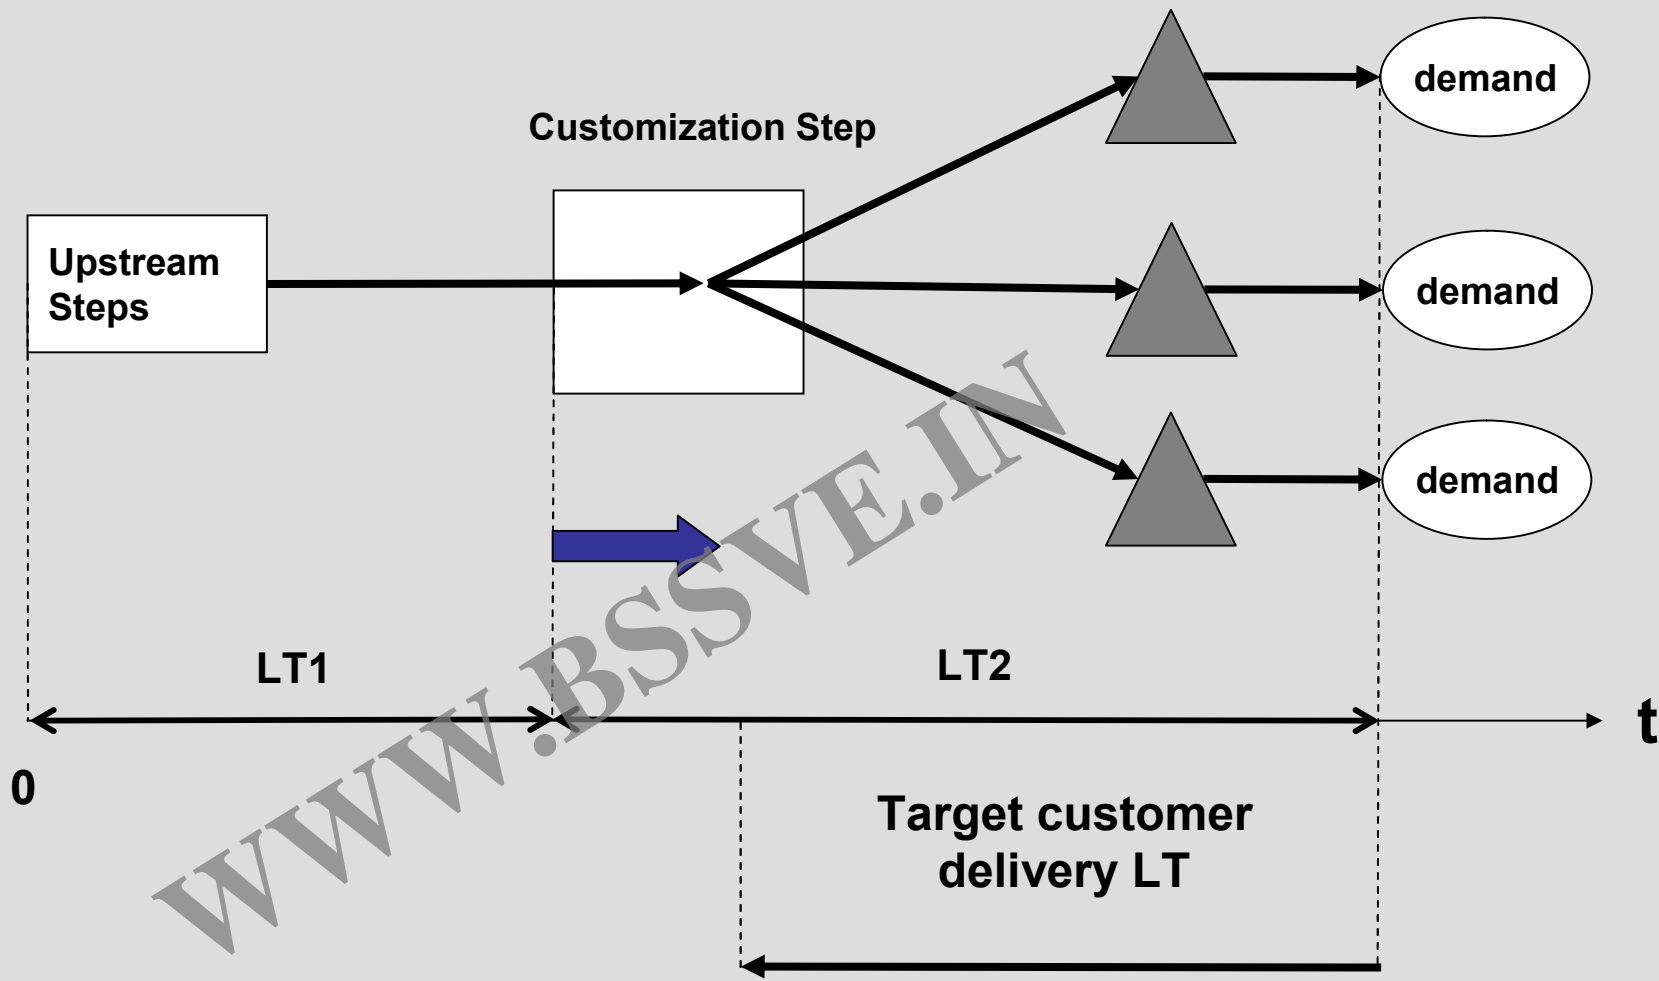 demand
Customization Step
Upstream
Steps
demand
demand
LT1
LT2
t
0
Target customer
delivery LT
WWW.BSSVE.IN